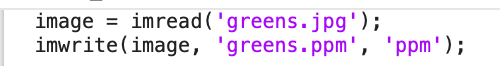 image = imread('greens.jpg');
imwrite(image, 'greens.ppm', 'ppm');